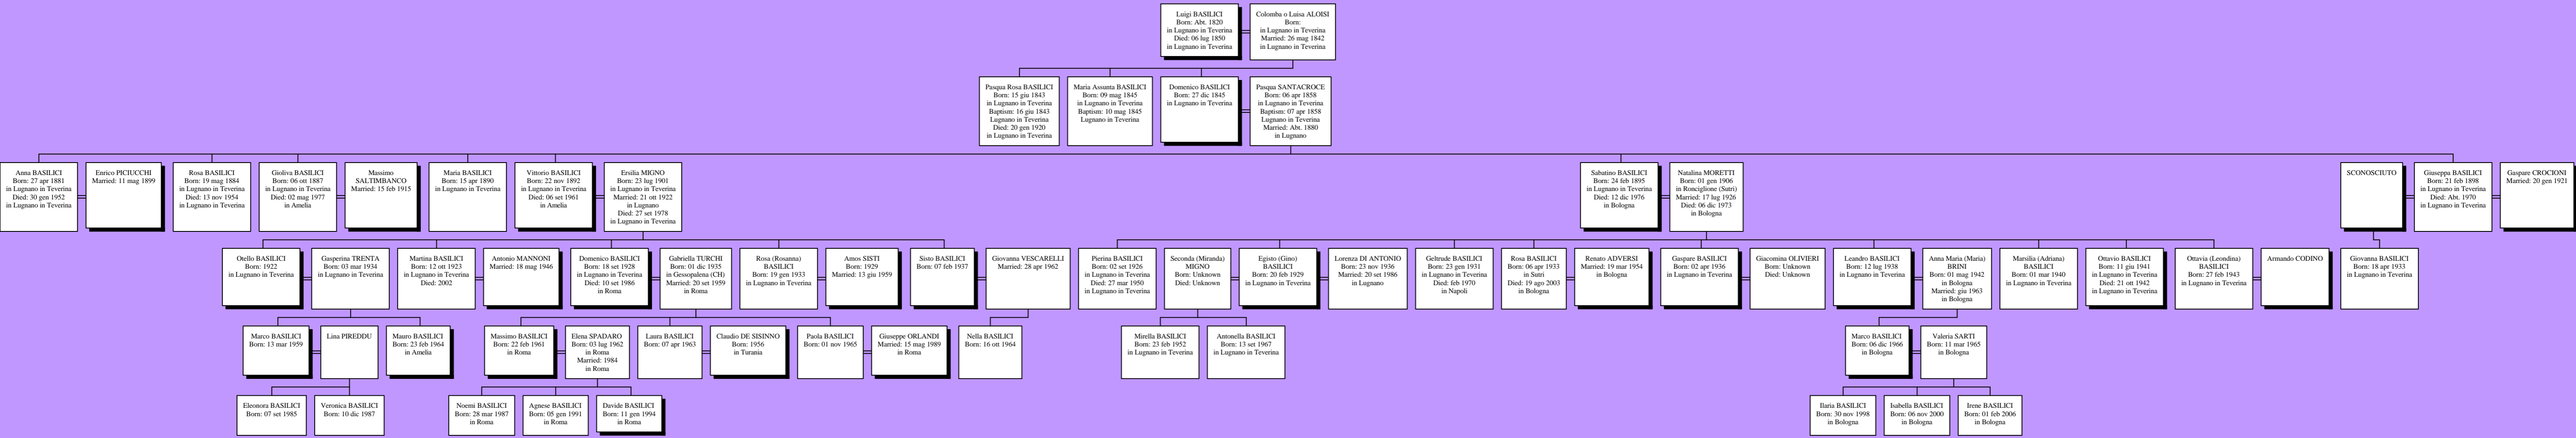 Luigi BASILICI
Born: Abt. 1820
in Lugnano in Teverina
Died: 06 lug 1850
in Lugnano in Teverina
Colomba o Luisa ALOISI
Born:
in Lugnano in Teverina
Married: 26 mag 1842
in Lugnano in Teverina
Pasqua Rosa BASILICI
Born: 15 giu 1843
in Lugnano in Teverina
Baptism: 16 giu 1843
Lugnano in Teverina
Died: 20 gen 1920
in Lugnano in Teverina
Maria Assunta BASILICI
Born: 09 mag 1845
in Lugnano in Teverina
Baptism: 10 mag 1845
Lugnano in Teverina
Domenico BASILICI
Born: 27 dic 1845
in Lugnano in Teverina
Pasqua SANTACROCE
Born: 06 apr 1858
in Lugnano in Teverina
Baptism: 07 apr 1858
Lugnano in Teverina
Married: Abt. 1880
in Lugnano
Anna BASILICI
Born: 27 apr 1881
in Lugnano in Teverina
Died: 30 gen 1952
in Lugnano in Teverina
Enrico PICIUCCHI
Married: 11 mag 1899
Rosa BASILICI
Born: 19 mag 1884
in Lugnano in Teverina
Died: 13 nov 1954
in Lugnano in Teverina
Gioliva BASILICI
Born: 06 ott 1887
in Lugnano in Teverina
Died: 02 mag 1977
in Amelia
Massimo
SALTIMBANCO
Married: 15 feb 1915
Maria BASILICI
Born: 15 apr 1890
in Lugnano in Teverina
Vittorio BASILICI
Born: 22 nov 1892
in Lugnano in Teverina
Died: 06 set 1961
in Amelia
Ersilia MIGNO
Born: 23 lug 1901
in Lugnano in Teverina
Married: 21 ott 1922
in Lugnano
Died: 27 set 1978
in Lugnano in Teverina
Sabatino BASILICI
Born: 24 feb 1895
in Lugnano in Teverina
Died: 12 dic 1976
in Bologna
Natalina MORETTI
Born: 01 gen 1906
in Ronciglione (Sutri)
Married: 17 lug 1926
Died: 06 dic 1973
in Bologna
SCONOSCIUTO
Giuseppa BASILICI
Born: 21 feb 1898
in Lugnano in Teverina
Died: Abt. 1970
in Lugnano in Teverina
Gaspare CROCIONI
Married: 20 gen 1921
Otello BASILICI
Born: 1922
in Lugnano in Teverina
Gasperina TRENTA
Born: 03 mar 1934
in Lugnano in Teverina
Martina BASILICI
Born: 12 ott 1923
in Lugnano in Teverina
Died: 2002
Antonio MANNONI
Married: 18 mag 1946
Domenico BASILICI
Born: 18 set 1928
in Lugnano in Teverina
Died: 10 set 1986
in Roma
Gabriella TURCHI
Born: 01 dic 1935
in Gessopalena (CH)
Married: 20 set 1959
in Roma
Rosa (Rosanna)
BASILICI
Born: 19 gen 1933
in Lugnano in Teverina
Amos SISTI
Born: 1929
Married: 13 giu 1959
Sisto BASILICI
Born: 07 feb 1937
Giovanna VESCARELLI
Married: 28 apr 1962
Pierina BASILICI
Born: 02 set 1926
in Lugnano in Teverina
Died: 27 mar 1950
in Lugnano in Teverina
Seconda (Miranda)
MIGNO
Born: Unknown
Died: Unknown
Egisto (Gino)
BASILICI
Born: 20 feb 1929
in Lugnano in Teverina
Lorenza DI ANTONIO
Born: 23 nov 1936
Married: 20 set 1986
in Lugnano
Geltrude BASILICI
Born: 23 gen 1931
in Lugnano in Teverina
Died: feb 1970
in Napoli
Rosa BASILICI
Born: 06 apr 1933
in Sutri
Died: 19 ago 2003
in Bologna
Renato ADVERSI
Married: 19 mar 1954
in Bologna
Gaspare BASILICI
Born: 02 apr 1936
in Lugnano in Teverina
Giacomina OLIVIERI
Born: Unknown
Died: Unknown
Leandro BASILICI
Born: 12 lug 1938
in Lugnano in Teverina
Anna Maria (Maria)
BRINI
Born: 01 mag 1942
in Bologna
Married: giu 1963
in Bologna
Marsilia (Adriana)
BASILICI
Born: 01 mar 1940
in Lugnano in Teverina
Ottavio BASILICI
Born: 11 giu 1941
in Lugnano in Teverina
Died: 21 ott 1942
in Lugnano in Teverina
Ottavia (Leondina)
BASILICI
Born: 27 feb 1943
in Lugnano in Teverina
Armando CODINO
Giovanna BASILICI
Born: 18 apr 1933
in Lugnano in Teverina
Marco BASILICI
Born: 13 mar 1959
Lina PIREDDU
Mauro BASILICI
Born: 23 feb 1964
in Amelia
Massimo BASILICI
Born: 22 feb 1961
in Roma
Elena SPADARO
Born: 03 lug 1962
in Roma
Married: 1984
in Roma
Laura BASILICI
Born: 07 apr 1963
Claudio DE SISINNO
Born: 1956
in Turania
Paola BASILICI
Born: 01 nov 1965
Giuseppe ORLANDI
Married: 15 mag 1989
in Roma
Nella BASILICI
Born: 16 ott 1964
Mirella BASILICI
Born: 23 feb 1952
in Lugnano in Teverina
Antonella BASILICI
Born: 13 set 1967
in Lugnano in Teverina
Marco BASILICI
Born: 06 dic 1966
in Bologna
Valeria SARTI
Born: 11 mar 1965
in Bologna
Eleonora BASILICI
Born: 07 set 1985
Veronica BASILICI
Born: 10 dic 1987
Noemi BASILICI
Born: 28 mar 1987
in Roma
Agnese BASILICI
Born: 05 gen 1991
in Roma
Davide BASILICI
Born: 11 gen 1994
in Roma
Ilaria BASILICI
Born: 30 nov 1998
in Bologna
Isabella BASILICI
Born: 06 nov 2000
in Bologna
Irene BASILICI
Born: 01 feb 2006
in Bologna